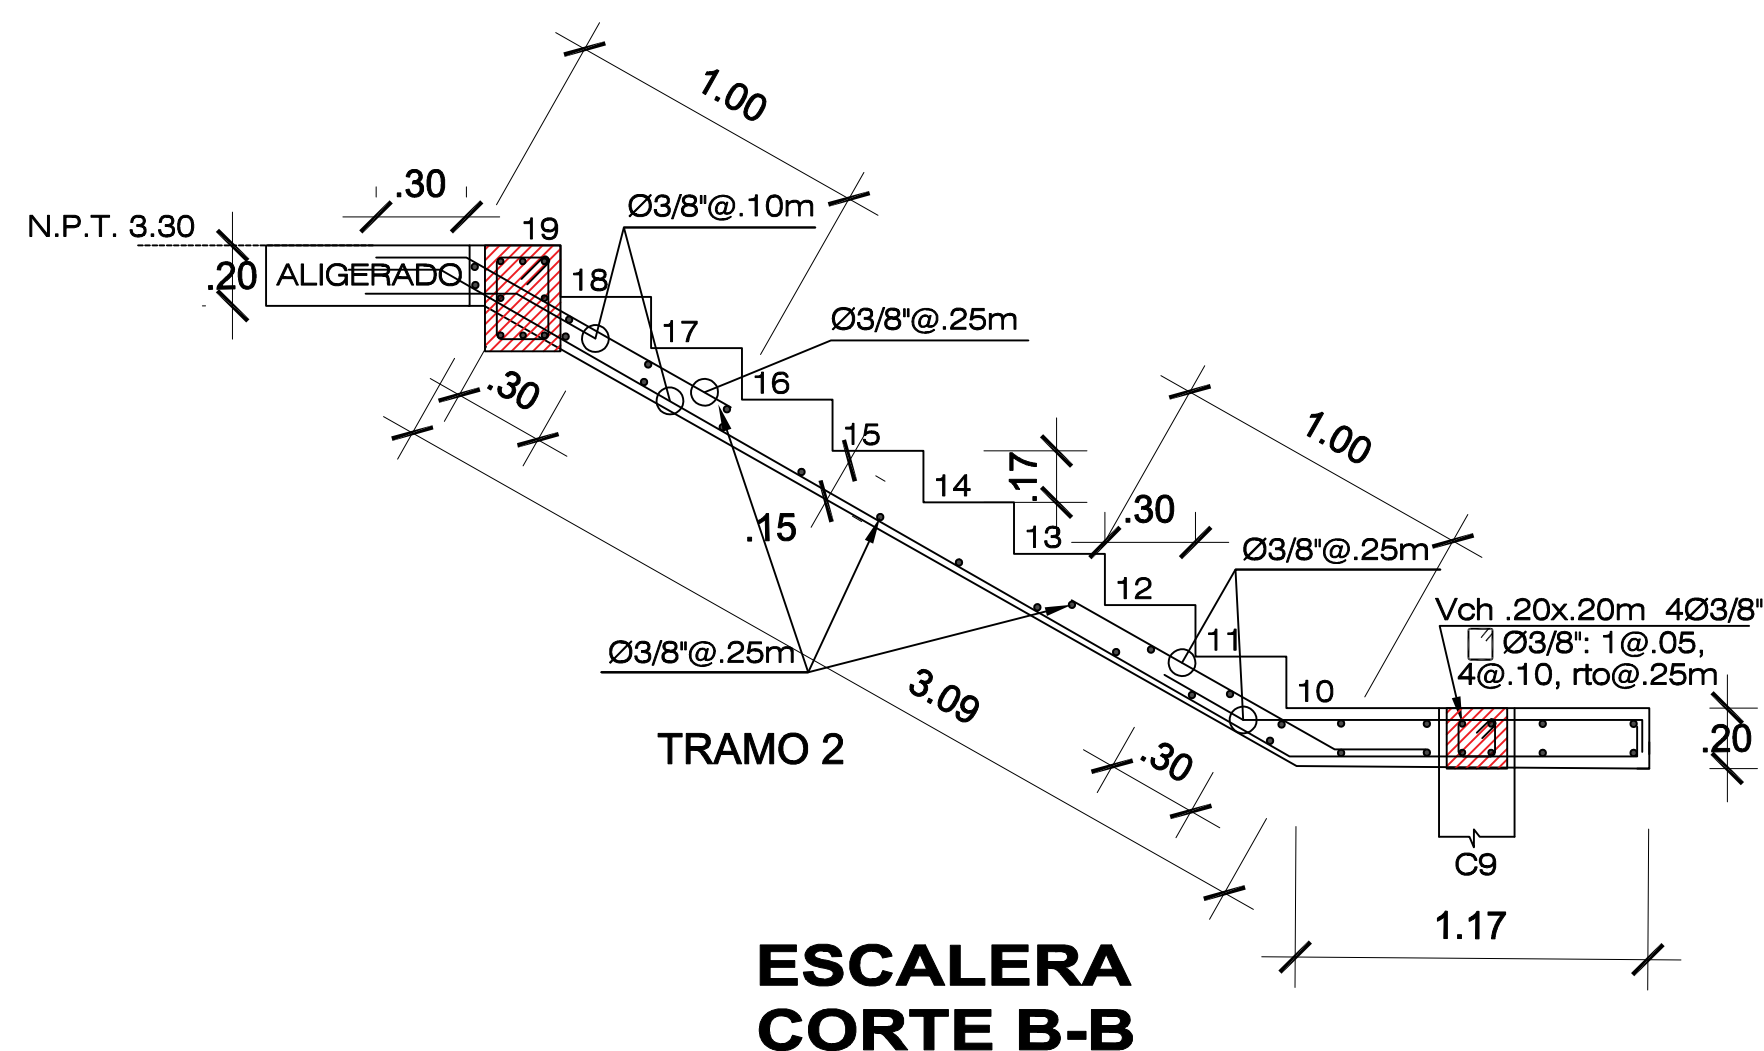 1.00
.30
Ø3/8"@.10m
N.P.T. 3.30
19
.20
ALIGERADO
18
17
Ø3/8"@.25m
16
.30
15
1.00
.17
14
.30
.15
13
Ø3/8"@.25m
12
Vch .20x.20m 4Ø3/8"
11
Ø3/8": 1@.05,
Ø3/8"@.25m
4@.10, rto@.25m
10
3.09
TRAMO 2
.20
.30
C9
1.17
ESCALERA
CORTE B-B